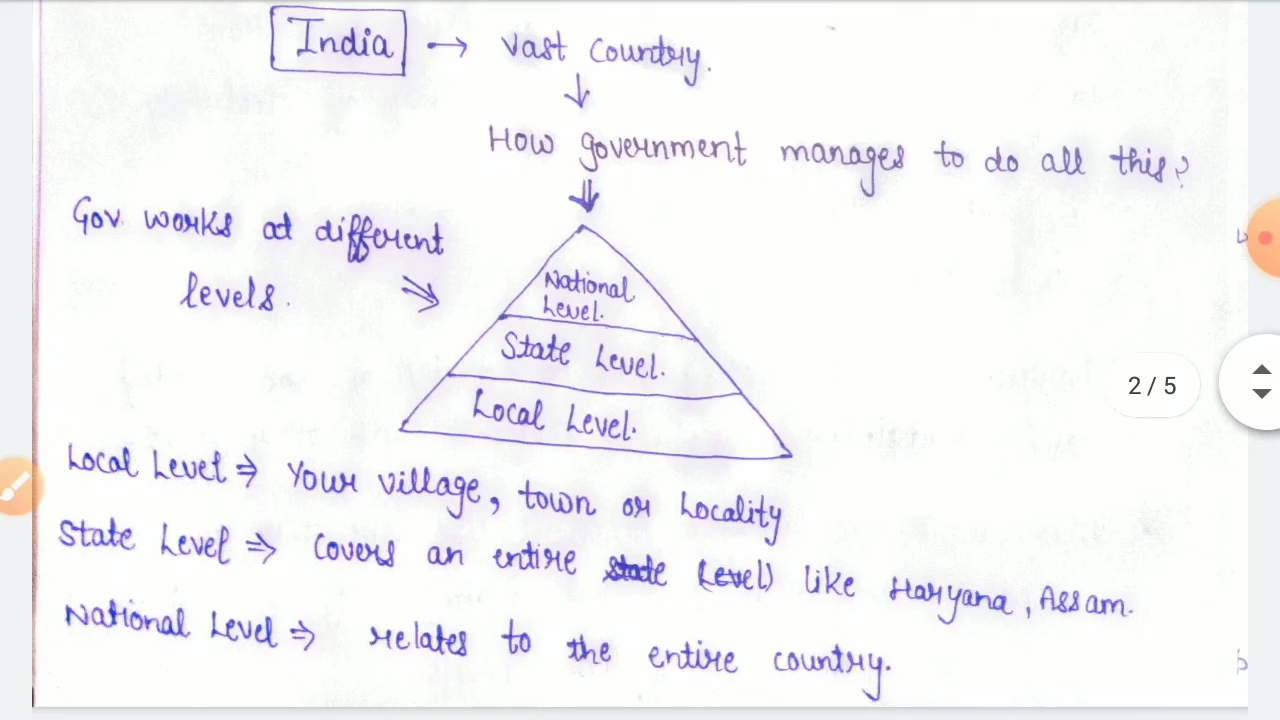 India → Vast Country.
↓
How government manages to do all this?
⇓
Gov. works at different
levels. ⇒
National
Level.
State Level.
Local Level.
2 / 5
Local Level ⇒ Your village, town or Locality
State Level ⇒ Covers an entire state (level) like Haryana, Assam.
National Level ⇒ relates to the entire country.